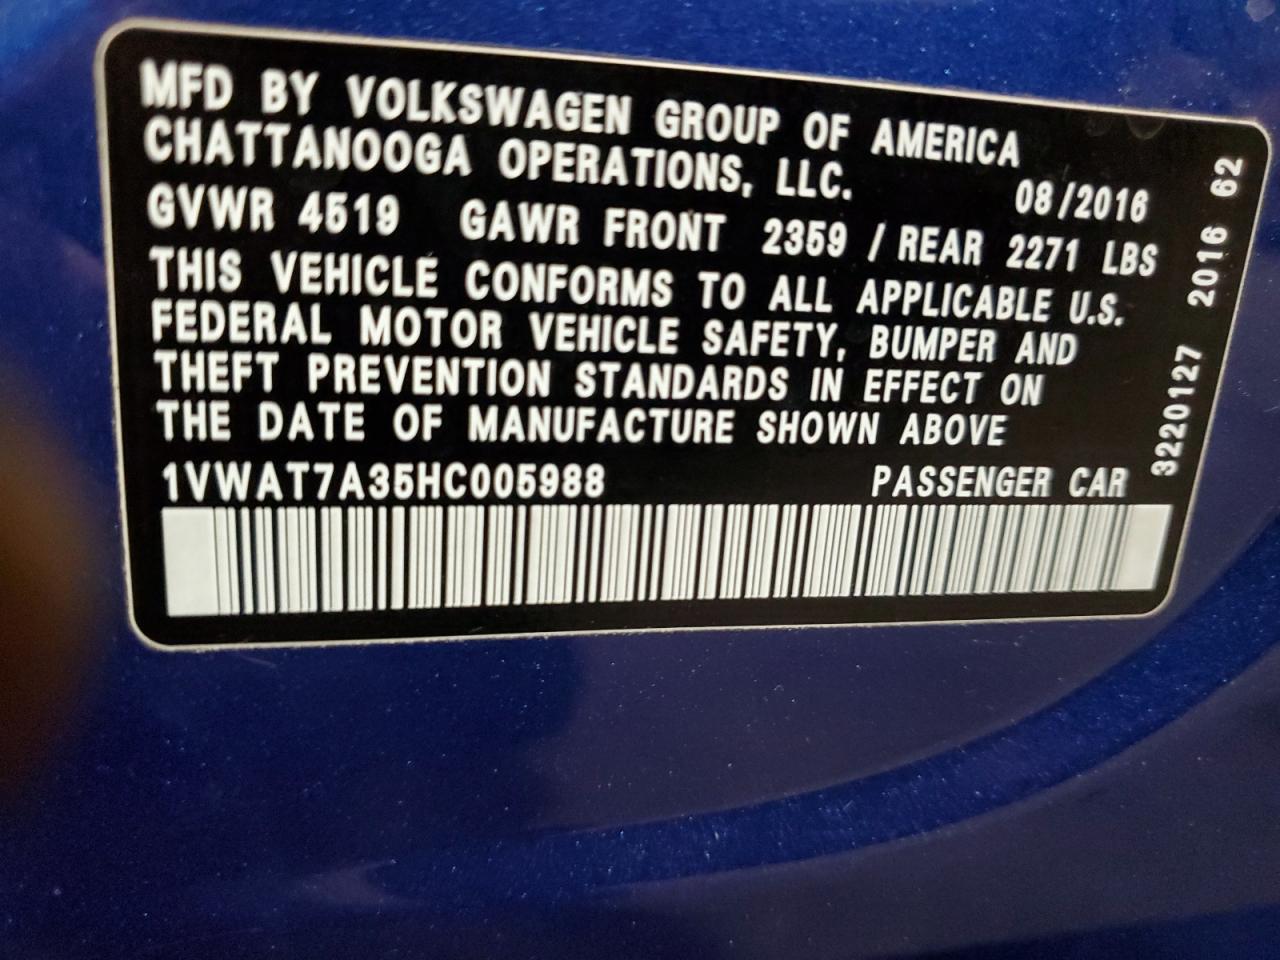 MFD BY VOLKSWAGEN GROUP OF AMERICA
CHATTANOOGA OPERATIONS, LLC. 08/2016
GVWR 4519 GAWR FRONT 2359 / REAR 2271 LBS
THIS VEHICLE CONFORMS TO ALL APPLICABLE U.S.
FEDERAL MOTOR VEHICLE SAFETY, BUMPER AND
THEFT PREVENTION STANDARDS IN EFFECT ON
THE DATE OF MANUFACTURE SHOWN ABOVE
1VWAT7A35HC005988 PASSENGER CAR
3220127 2016 62